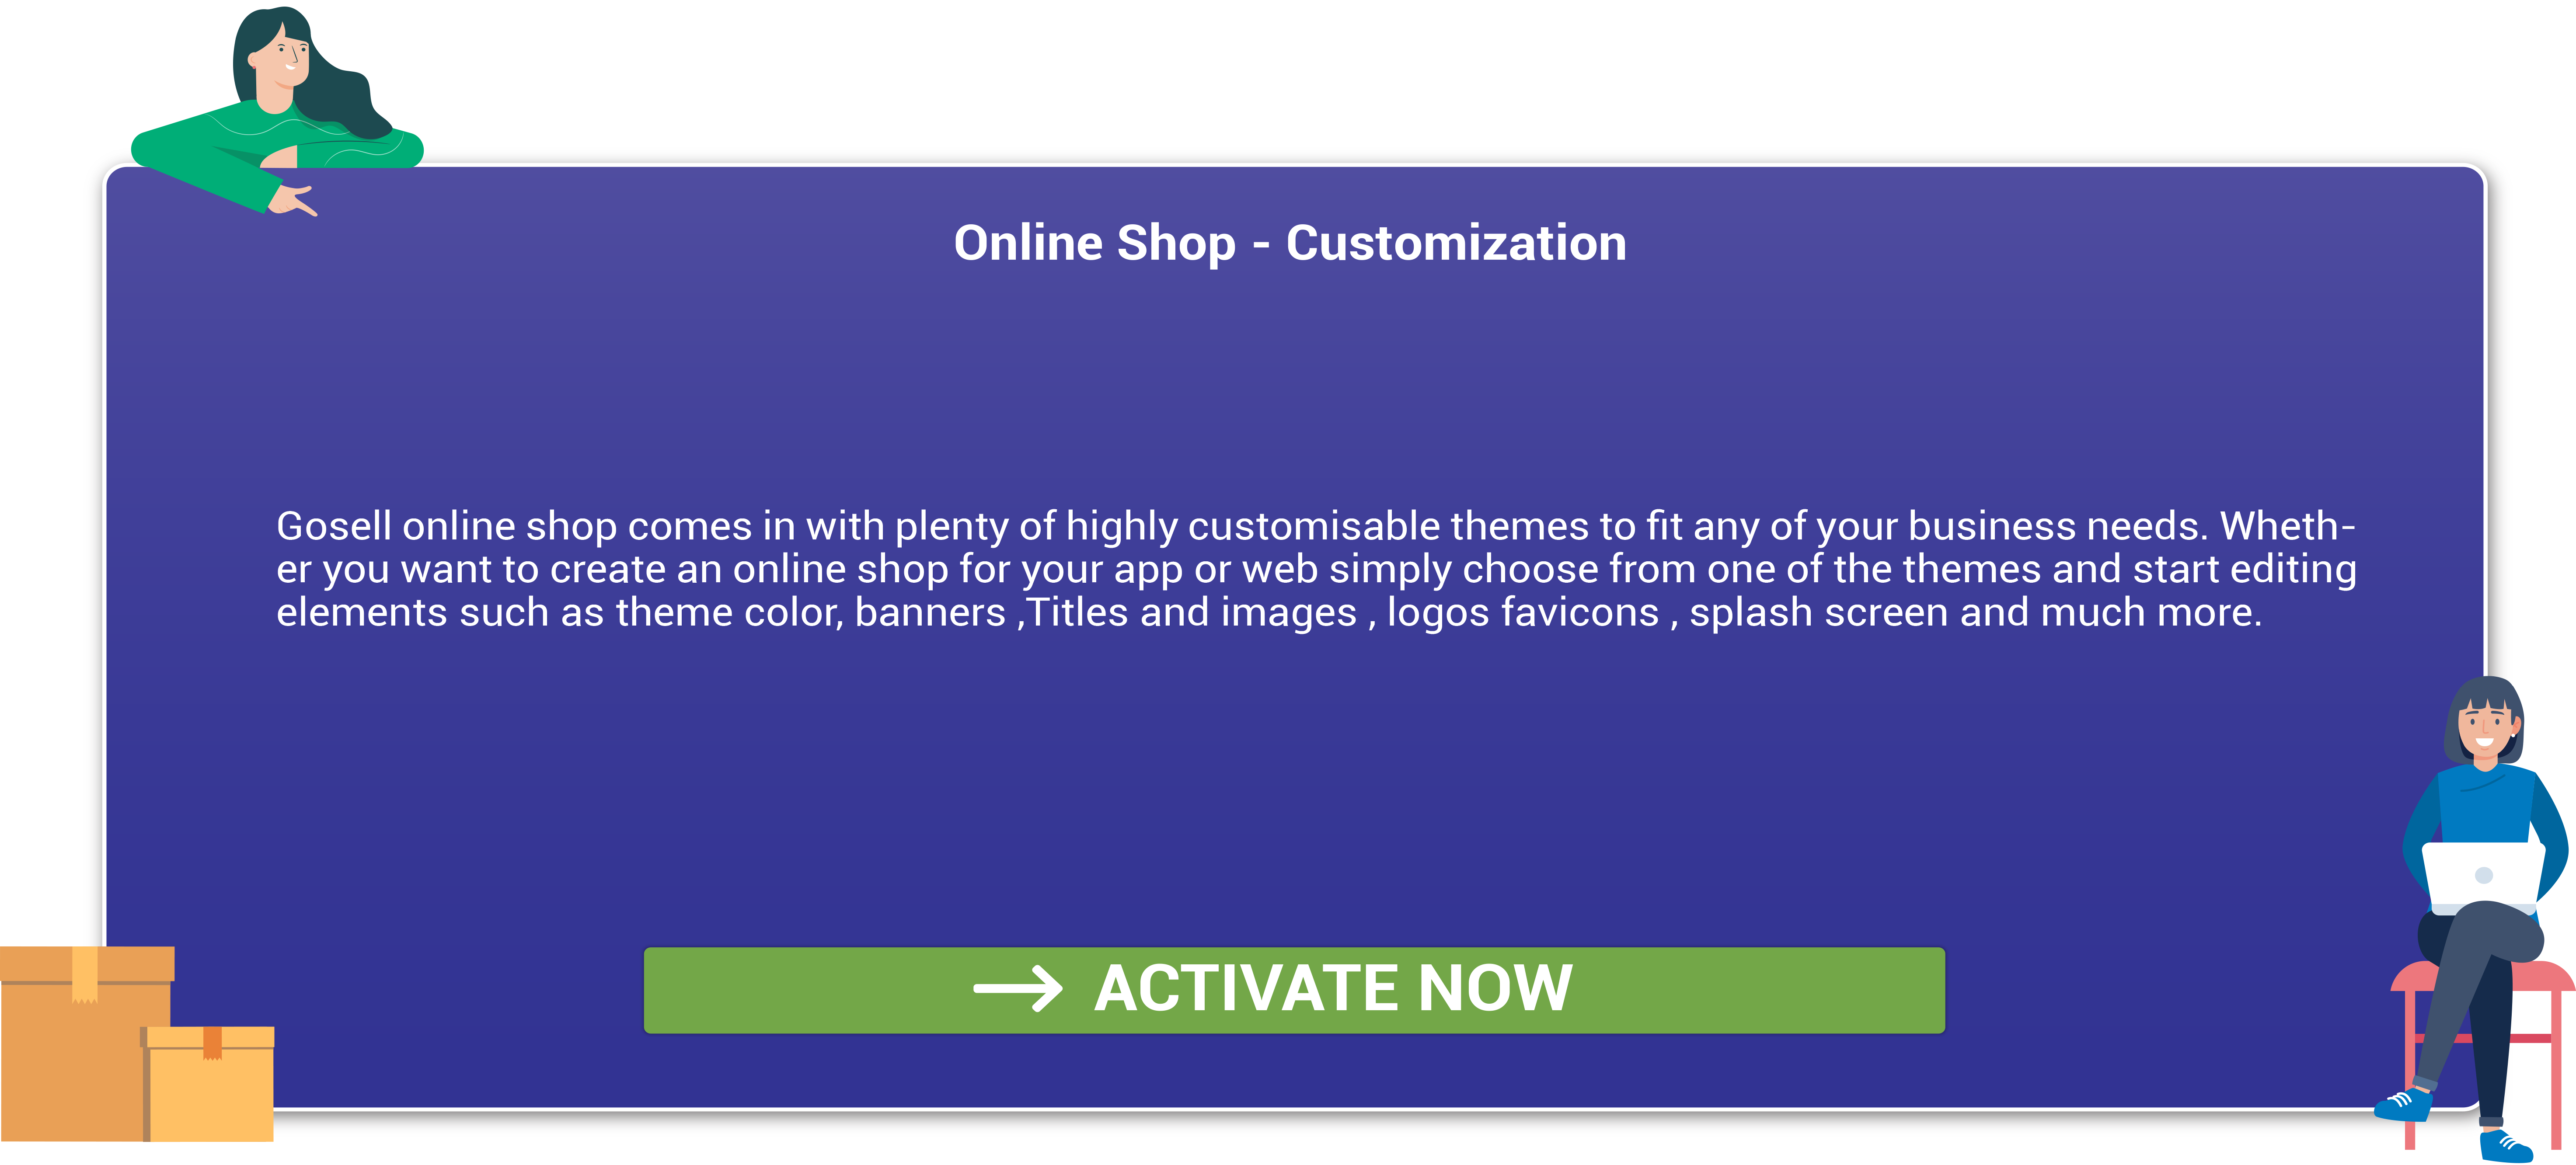 Online Shop - Customization
Gosell online shop comes in with plenty of highly customisable themes to fit any of your business needs. Wheth-
er you want to create an online shop for your app or web simply choose from one of the themes and start editing
elements such as theme color, banners ,Titles and images , logos favicons , splash screen and much more.
→ ACTIVATE NOW